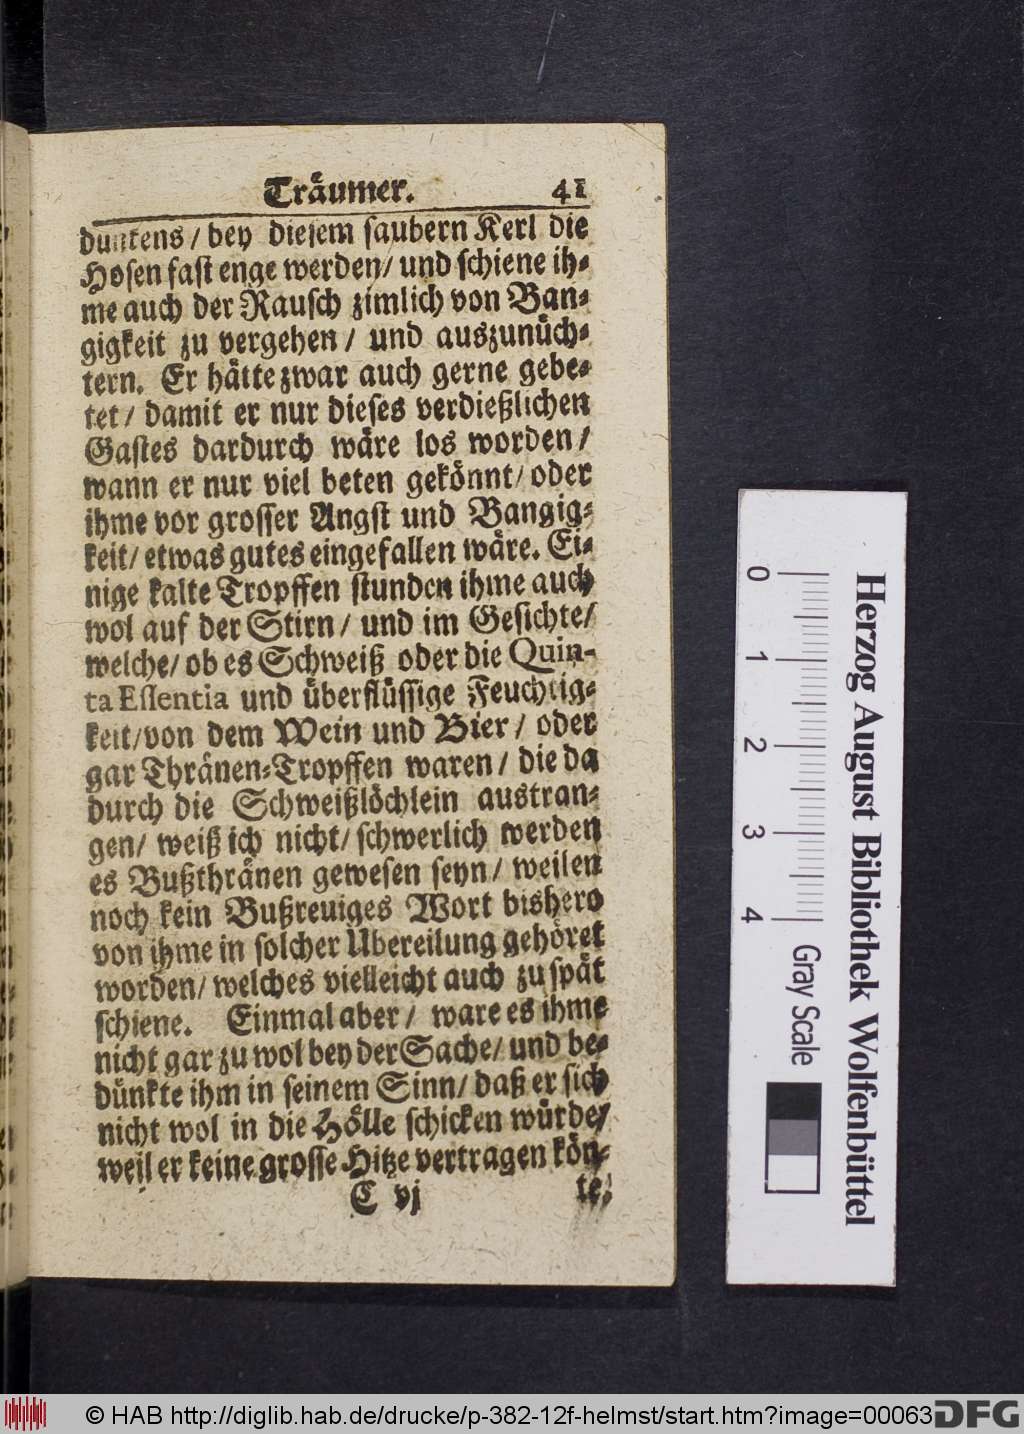 Träumer. 41
dunkens / bey diesem saubern Kerl die
Hosen fast enge werden / und schiene ih-
me auch der Rausch zimlich von Ban-
gigkeit zu vergehen / und auszunüch-
tern. Er hätte zwar auch gerne gebe-
tet / damit er nur dieses verdießlichen
Gastes dardurch wäre los worden /
wann er nur viel beten gekönnt / oder
ihme vor grosser Angst und Bangig-
keit / etwas gutes eingefallen wäre. Ei-
nige kalte Tropffen stunden ihme auch
wol auf der Stirn / und im Gesichte /
welche / ob es Schweiß oder die Quin-
ta Essentia und überflüssige Feuchtig-
keit / von dem Wein und Bier / oder
gar Thränen-Tropffen waren / die da
durch die Schweißlöchlein austran-
gen / weiß ich nicht / schwerlich werden
es Bußthränen gewesen seyn / weilen
noch kein Bußreuiges Wort bishero
von ihme in solcher Ubereilung gehöret
worden / welches vielleicht auch zu spät
schiene. Einmal aber / ware es ihme
nicht gar zu wol bey der Sache / und be-
dünkte ihm in seinem Sinn / daß er sich
nicht wol in die Hölle schicken würde /
weil er keine grosse Hitze vertragen kön-
C vj te.
0 1 2 3 4
Gray Scale
Herzog August Bibliothek Wolfenbüttel
© HAB http://diglib.hab.de/drucke/p-382-12f-helmst/start.htm?image=00063
DFG